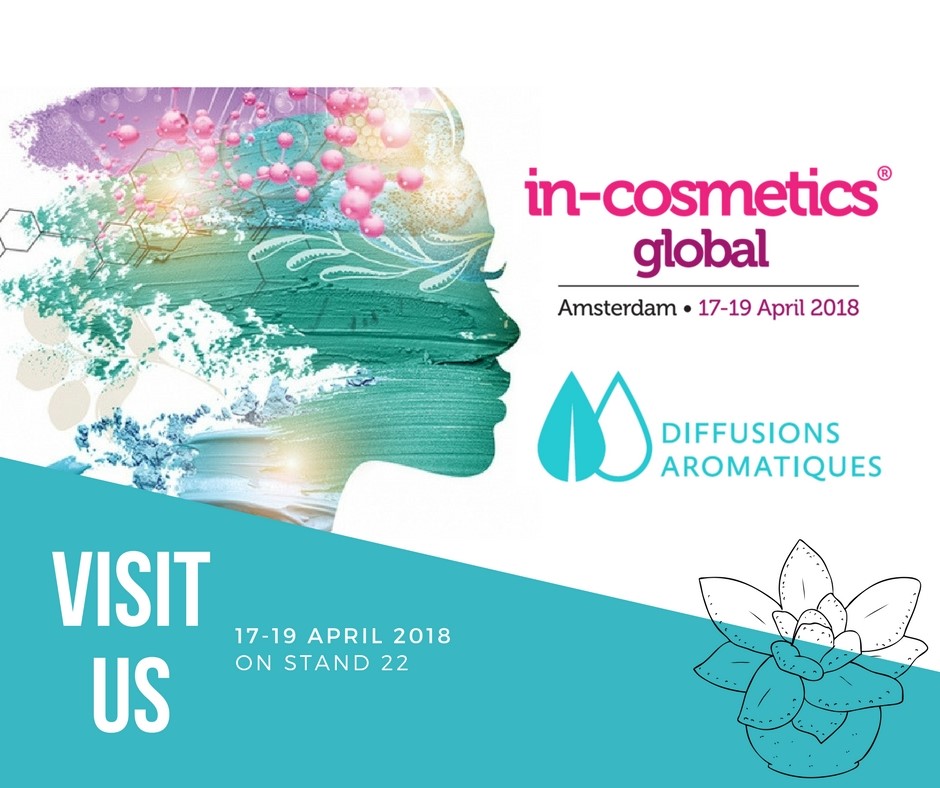 in-cosmetics®
global
Amsterdam • 17-19 April 2018
DIFFUSIONS
AROMATIQUES
VISIT
US
17-19 APRIL 2018
ON STAND 22